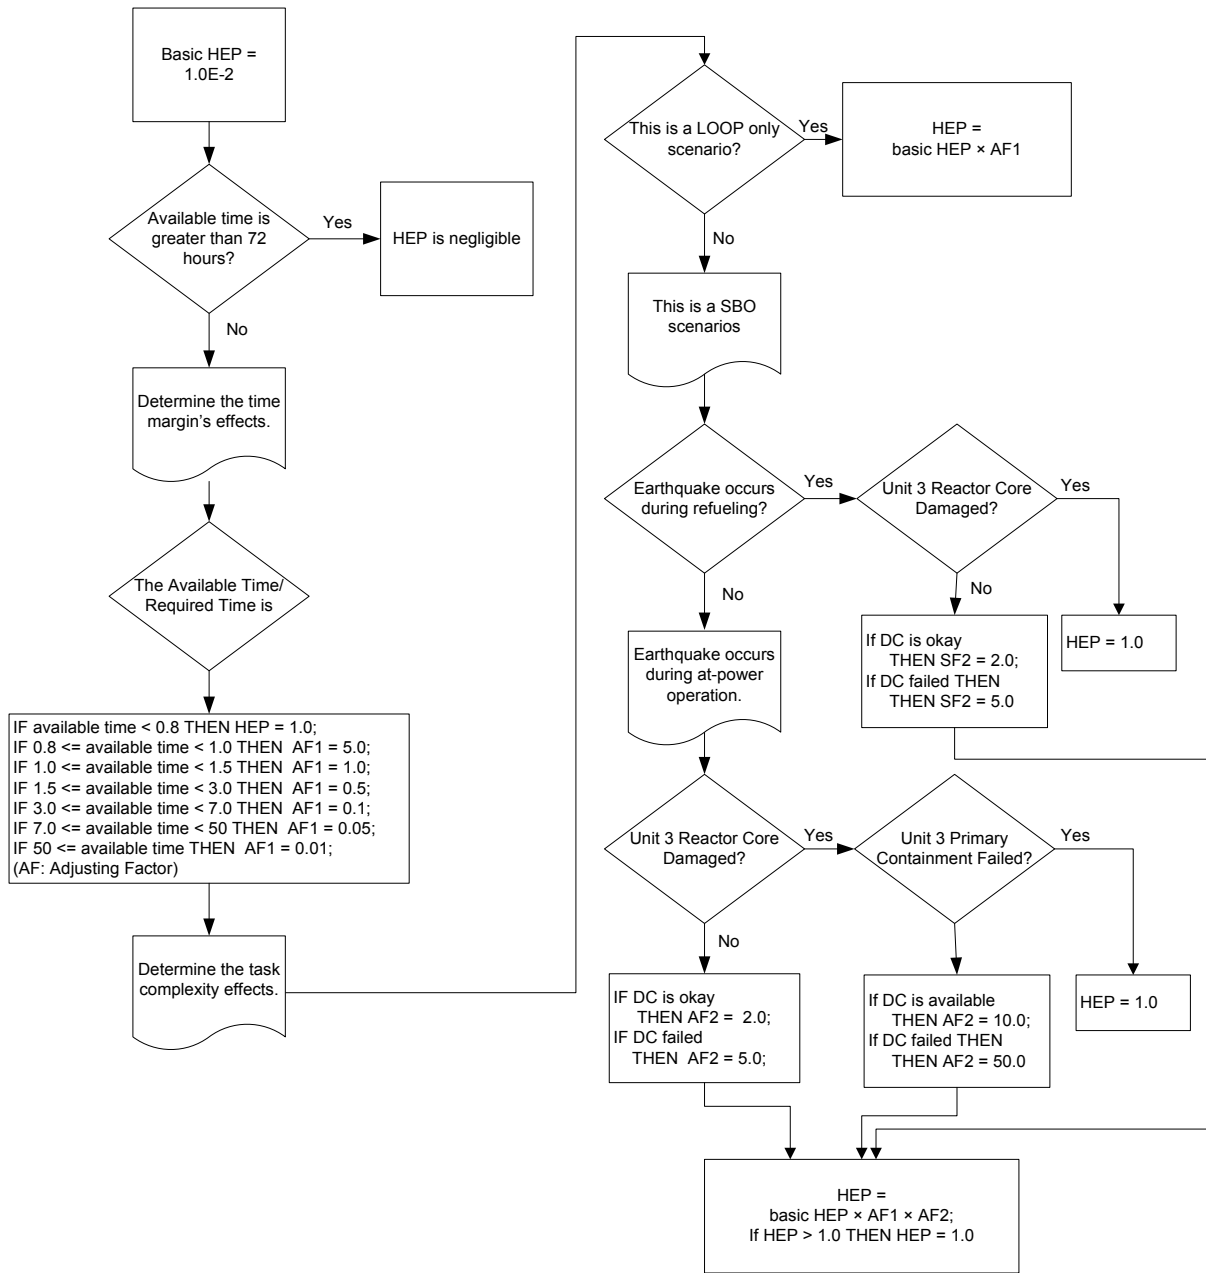 Basic HEP =
1.0E-2
Available time is
greater than 72
hours?
Yes
HEP is negligible
No
Determine the time
margin's effects.
The Available Time/
Required Time is
IF available time < 0.8 THEN HEP = 1.0;
IF 0.8 <= available time < 1.0 THEN  AF1 = 5.0;
IF 1.0 <= available time < 1.5 THEN  AF1 = 1.0;
IF 1.5 <= available time < 3.0 THEN  AF1 = 0.5;
IF 3.0 <= available time < 7.0 THEN  AF1 = 0.1;
IF 7.0 <= available time < 50 THEN  AF1 = 0.05;
IF 50 <= available time THEN  AF1 = 0.01;
(AF: Adjusting Factor)
Determine the task
complexity effects.
This is a LOOP only
scenario?
Yes
HEP =
basic HEP × AF1
No
This is a SBO
scenarios
Earthquake occurs
during refueling?
Yes
Unit 3 Reactor Core
Damaged?
Yes
HEP = 1.0
No
If DC is okay
THEN SF2 = 2.0;
If DC failed THEN
THEN SF2 = 5.0
No
Earthquake occurs
during at-power
operation.
Unit 3 Reactor Core
Damaged?
Yes
Unit 3 Primary
Containment Failed?
Yes
HEP = 1.0
No
IF DC is okay
THEN AF2 =  2.0;
IF DC failed
THEN  AF2 = 5.0;
If DC is available
THEN AF2 = 10.0;
If DC failed THEN
THEN AF2 = 50.0
HEP =
basic HEP × AF1 × AF2;
If HEP > 1.0 THEN HEP = 1.0